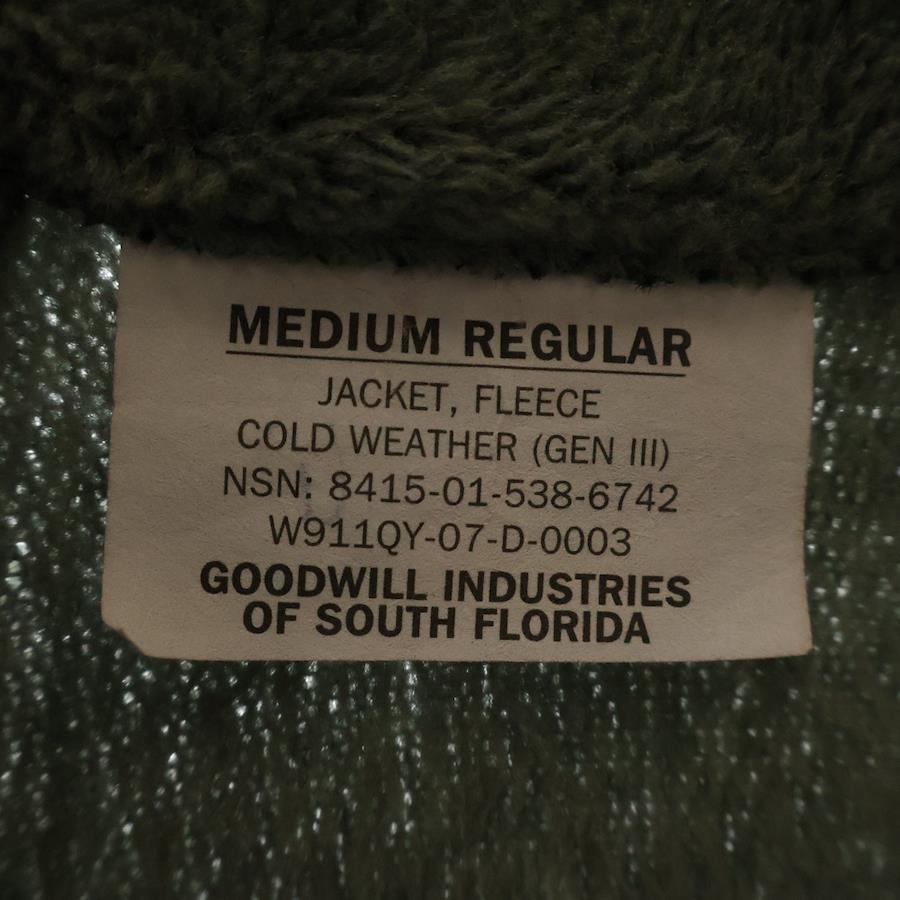 MEDIUM REGULAR
JACKET, FLEECE
COLD WEATHER (GEN III)
NSN: 8415-01-538-6742
W911QY-07-D-0003
GOODWILL INDUSTRIES
OF SOUTH FLORIDA